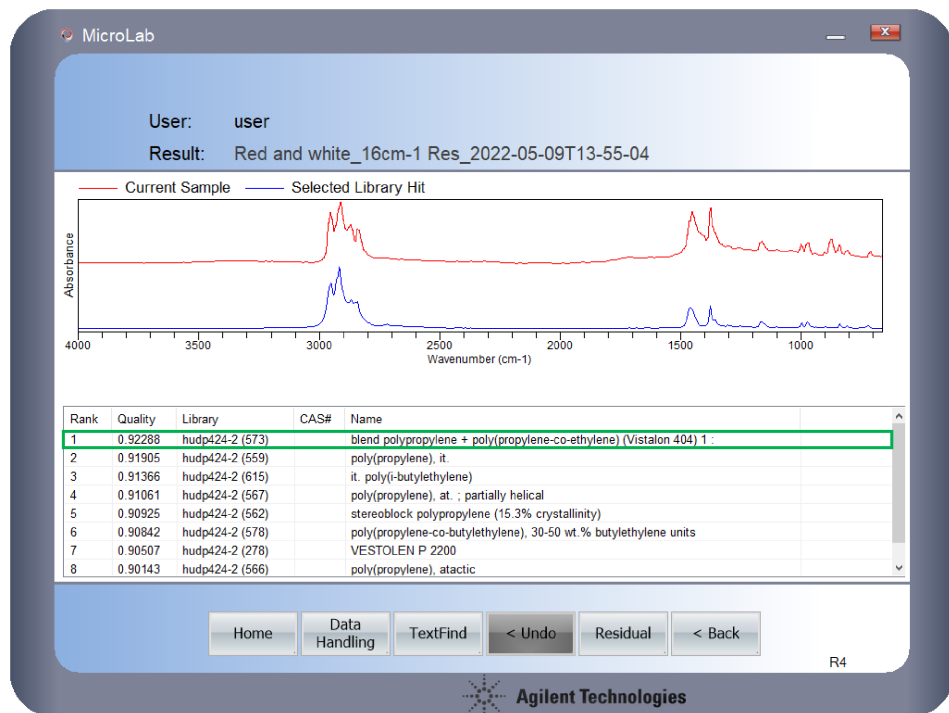 MicroLab
User: user
Result: Red and white_16cm-1 Res_2022-05-09T13-55-04
Current Sample Selected Library Hit
Absorbance
4000 3500 3000 2500 2000 1500 1000
Wavenumber (cm-1)
Rank Quality Library CAS# Name
1 0.92288 hudp424-2 (573) blend polypropylene + poly(propylene-co-ethylene) (Vistalon 404) 1 :
2 0.91905 hudp424-2 (559) poly(propylene), it.
3 0.91366 hudp424-2 (615) it. poly(i-butylethylene)
4 0.91061 hudp424-2 (567) poly(propylene), at. ; partially helical
5 0.90925 hudp424-2 (562) stereoblock polypropylene (15.3% crystallinity)
6 0.90842 hudp424-2 (578) poly(propylene-co-butylethylene), 30-50 wt.% butylethylene units
7 0.90507 hudp424-2 (278) VESTOLEN P 2200
8 0.90143 hudp424-2 (566) poly(propylene), atactic
Home Data Handling TextFind < Undo Residual < Back
R4
Agilent Technologies